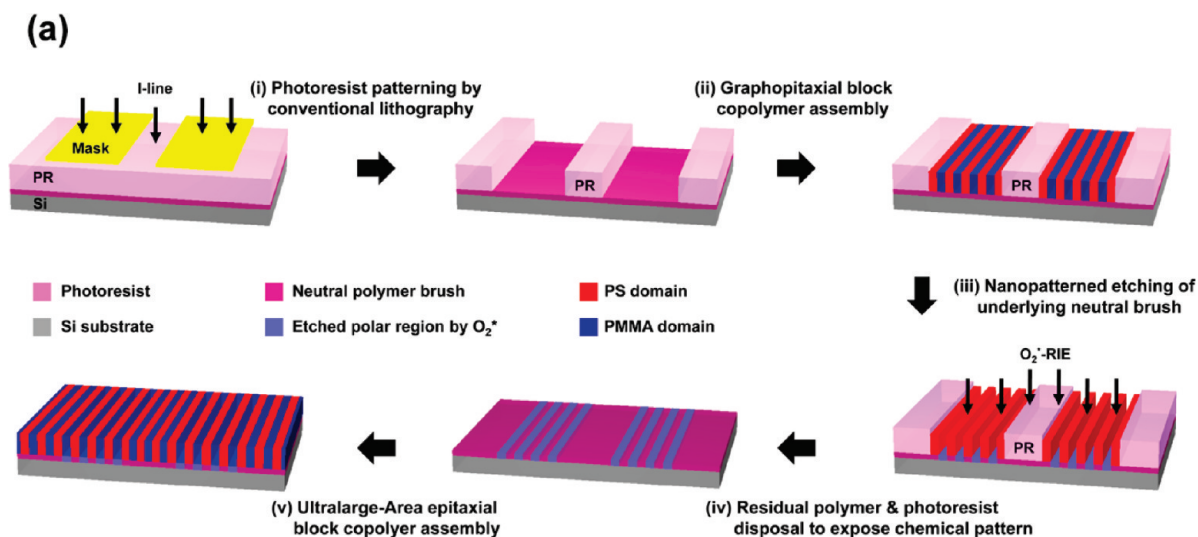 (a)
I-line
(i) Photoresist patterning by
conventional lithography
(ii) Graphopitaxial block
copolymer assembly
Mask
PR
Si
PR
PR
Photoresist
Neutral polymer brush
PS domain
Si substrate
Etched polar region by O2*
PMMA domain
(iii) Nanopatterned etching of
underlying neutral brush
O2*-RIE
PR
(v) Ultralarge-Area epitaxial
block copolyer assembly
(iv) Residual polymer & photoresist
disposal to expose chemical pattern